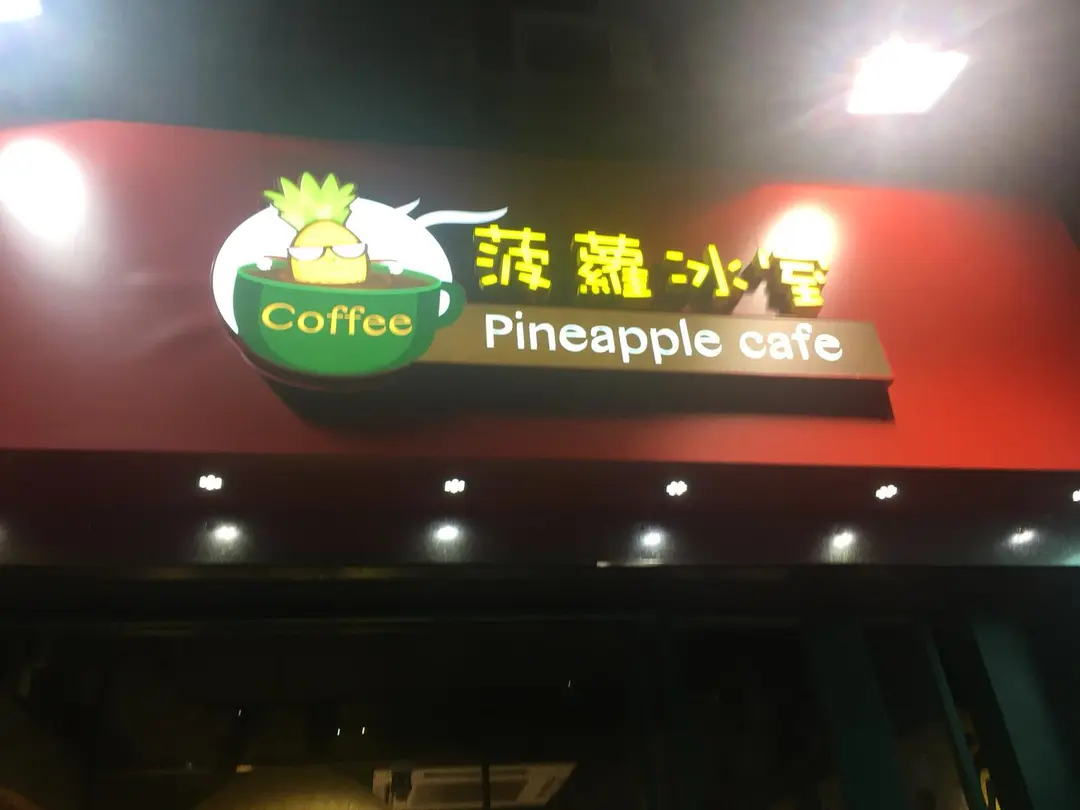 菠蘿冰室
Coffee
Pineapple cafe